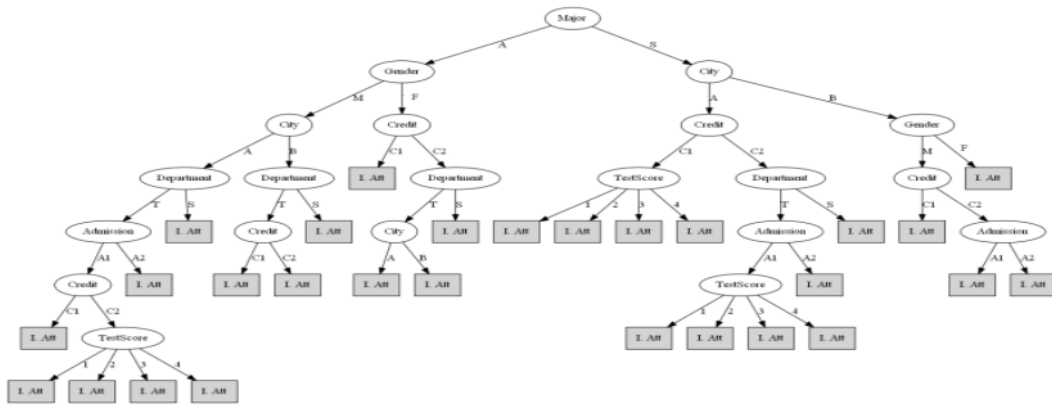 Major
A S
Gender City
M F A B
City Credit Credit Gender
A B C1 C2 C1 C2 M F
Department Department I. Att Department TestScore Department Credit I. Att
T S T S T S 1 2 3 4 T S C1 C2
Admission I. Att Credit I. Att City I. Att I. Att I. Att I. Att I. Att Admission I. Att I. Att Admission
A1 A2 C1 C2 A B A1 A2 A1 A2
Credit I. Att I. Att I. Att I. Att I. Att TestScore I. Att I. Att I. Att
C1 C2 1 2 3 4
I. Att TestScore I. Att I. Att I. Att I. Att
1 2 3 4
I. Att I. Att I. Att I. Att